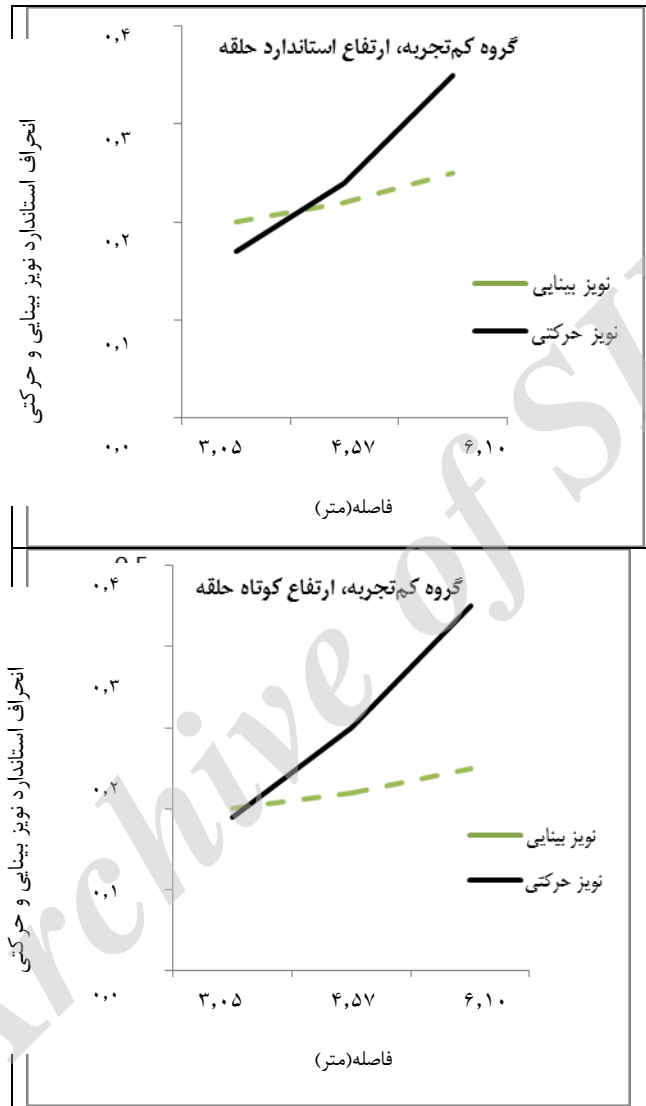 گروه کم‌تجربه، ارتفاع استاندارد حلقه
انحراف استاندارد نویز بینایی و حرکتی
۰٫۴
۰٫۳
۰٫۲
۰٫۱
۰٫۰
نویز بینایی
نویز حرکتی
۳٫۰۵ ۴٫۵۷ ۶٫۱۰
فاصله(متر)
گروه کم‌تجربه، ارتفاع کوتاه حلقه
انحراف استاندارد نویز بینایی و حرکتی
۰٫۴
۰٫۳
۰٫۲
۰٫۱
۰٫۰
نویز بینایی
نویز حرکتی
۳٫۰۵ ۴٫۵۷ ۶٫۱۰
فاصله(متر)
Archive of SI